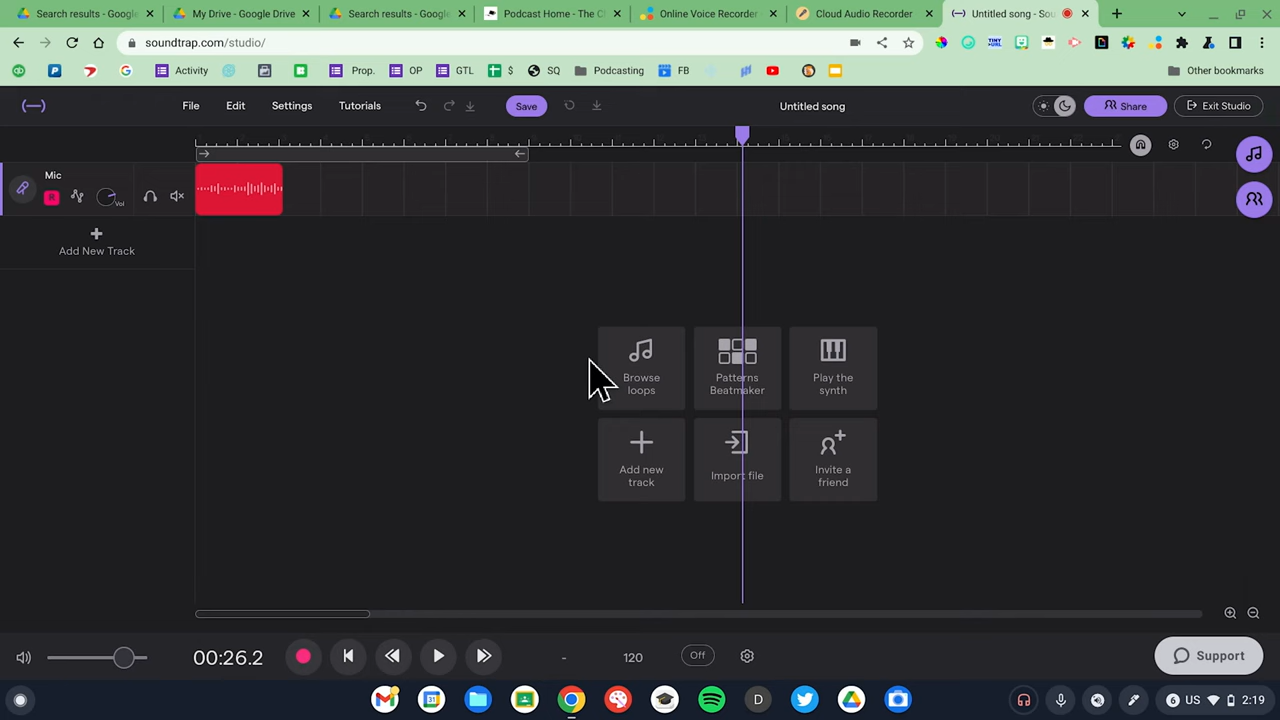 Search results - Google
My Drive - Google Drive
Search results - Google
Podcast Home - The C
Online Voice Recorder
Cloud Audio Recorder
Untitled song - Sou
soundtrap.com/studio/
Activity
Prop.
OP
GTL
$
SQ
Podcasting
FB
Other bookmarks
File
Edit
Settings
Tutorials
Save
Untitled song
Share
Exit Studio
Mic
R
Vol
Add New Track
Browse
loops
Patterns
Beatmaker
Play the
synth
Add new
track
Import file
Invite a
friend
00:26.2
-
120
Off
Support
D
6 US 2:19